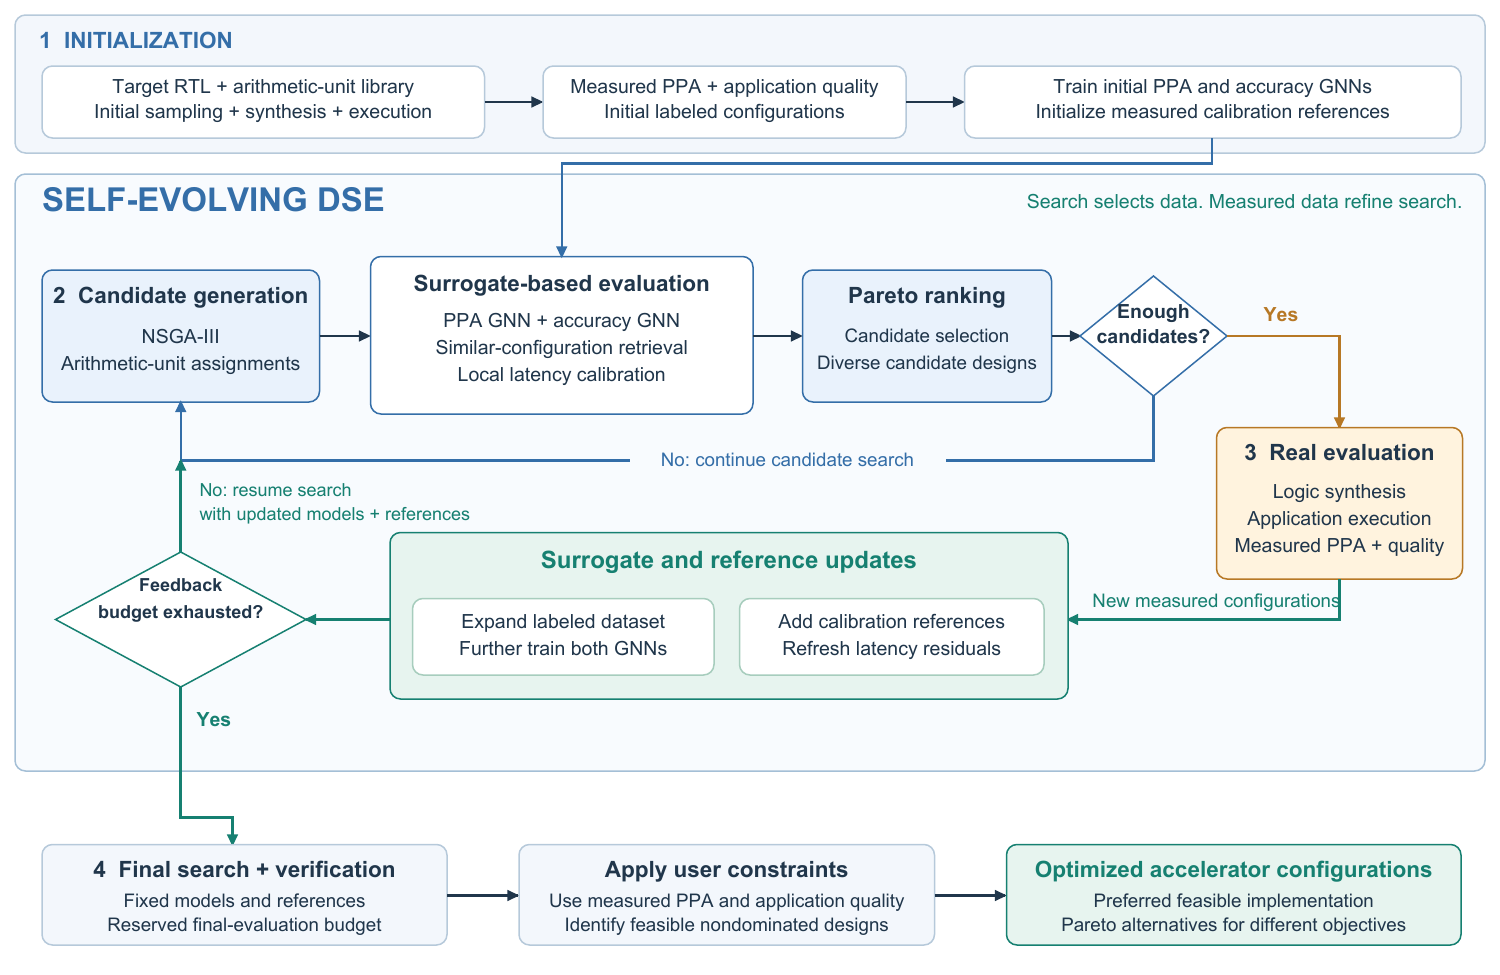 1 INITIALIZATION
Target RTL + arithmetic-unit library
Initial sampling + synthesis + execution
Measured PPA + application quality
Initial labeled configurations
Train initial PPA and accuracy GNNs
Initialize measured calibration references
SELF-EVOLVING DSE
Search selects data. Measured data refine search.
2 Candidate generation
NSGA-III
Arithmetic-unit assignments
Surrogate-based evaluation
PPA GNN + accuracy GNN
Similar-configuration retrieval
Local latency calibration
Pareto ranking
Candidate selection
Diverse candidate designs
Enough
candidates?
Yes
No: continue candidate search
3 Real evaluation
Logic synthesis
Application execution
Measured PPA + quality
No: resume search
with updated models + references
New measured configurations
Surrogate and reference updates
Expand labeled dataset
Further train both GNNs
Add calibration references
Refresh latency residuals
Feedback
budget exhausted?
Yes
4 Final search + verification
Fixed models and references
Reserved final-evaluation budget
Apply user constraints
Use measured PPA and application quality
Identify feasible nondominated designs
Optimized accelerator configurations
Preferred feasible implementation
Pareto alternatives for different objectives